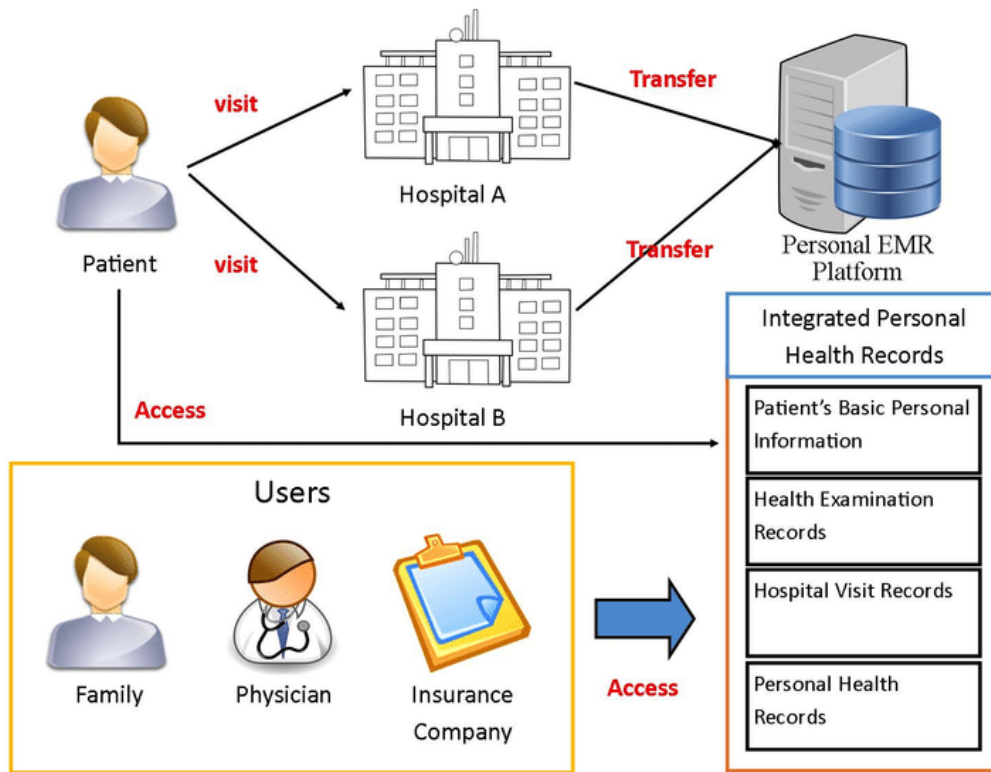 visit
Transfer
Hospital A
Patient
visit
Transfer
Personal EMR
Platform
Hospital B
Access
Integrated Personal
Health Records
Patient's Basic Personal
Information
Health Examination
Records
Hospital Visit Records
Personal Health
Records
Users
Family
Physician
Insurance
Company
Access